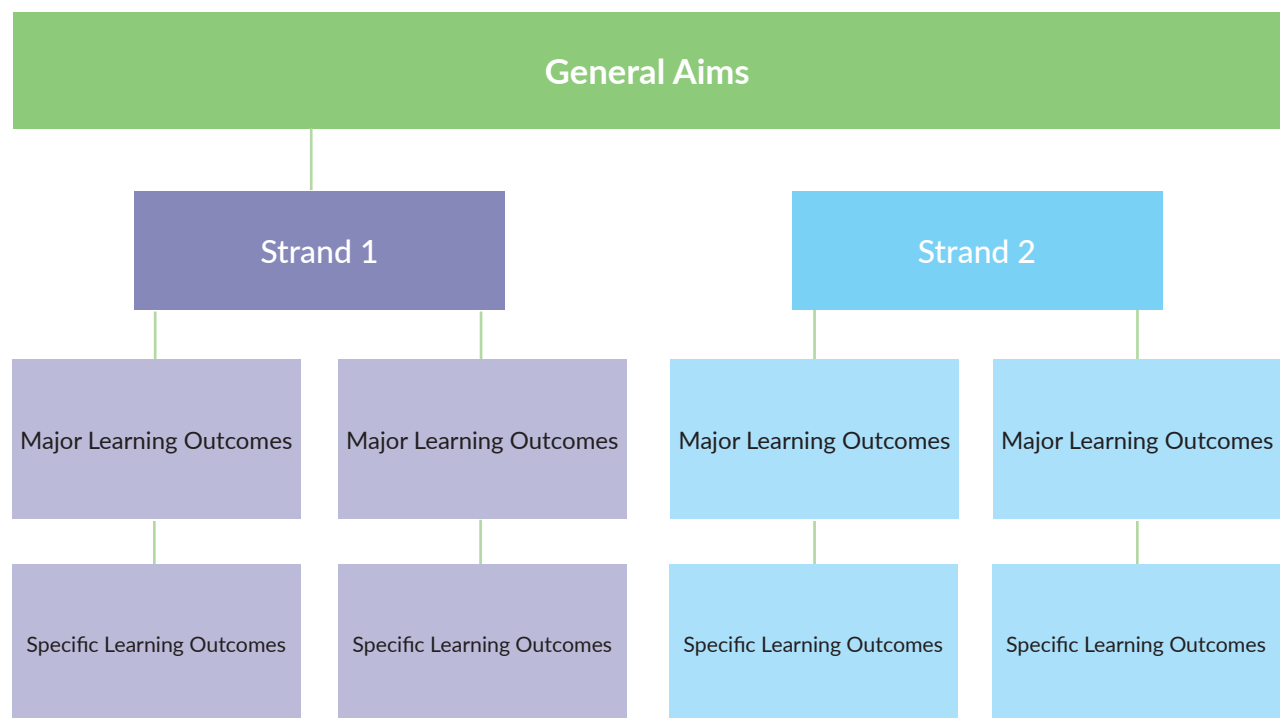 General Aims
Strand 1
Strand 2
Major Learning Outcomes
Major Learning Outcomes
Major Learning Outcomes
Major Learning Outcomes
Specific Learning Outcomes
Specific Learning Outcomes
Specific Learning Outcomes
Specific Learning Outcomes